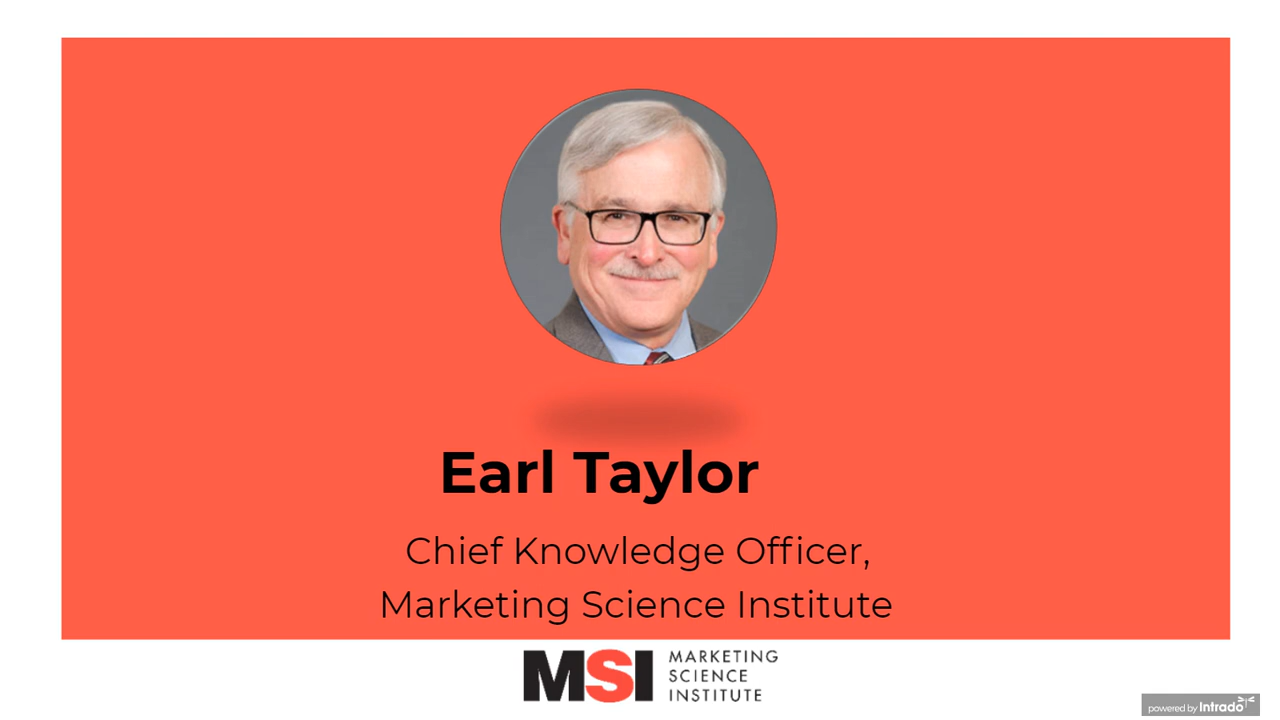 Earl Taylor
Chief Knowledge Officer,
Marketing Science Institute
MSI
MARKETING
SCIENCE
INSTITUTE
powered by Intrado